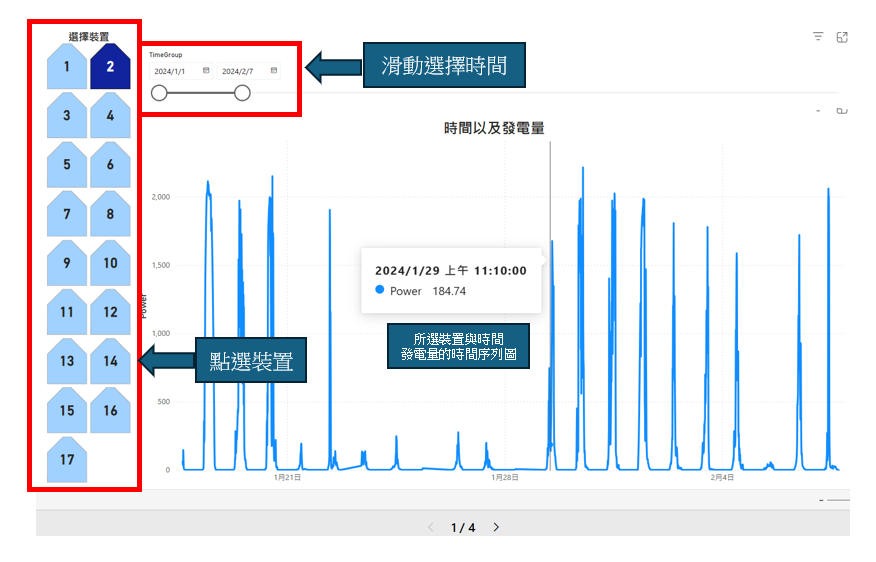 選擇裝置
1
2
3
4
5
6
7
8
9
10
11
12
13
14
15
16
17
TimeGroup
2024/1/1
2024/2/7
滑動選擇時間
時間以及發電量
Power
2,000
1,500
1,000
500
0
2024/1/29 上午 11:10:00
Power 184.74
所選裝置與時間
發電量的時間序列圖
點選裝置
1月21日
1月28日
2月4日
1 / 4